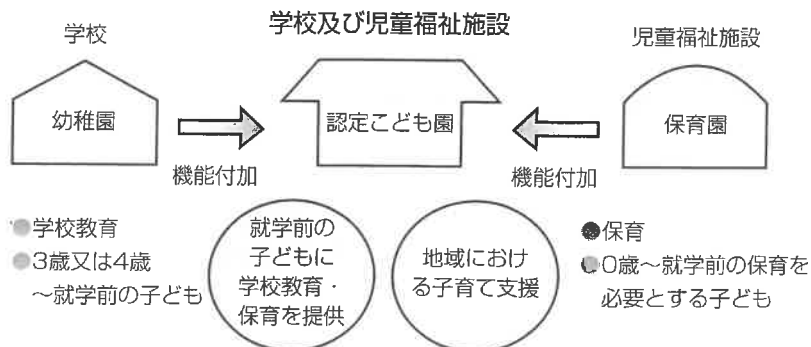 学校
学校及び児童福祉施設
児童福祉施設
幼稚園
認定こども園
保育園
機能付加
機能付加
●学校教育
●3歳又は4歳
～就学前の子ども
就学前の
子どもに
学校教育・
保育を提供
地域におけ
る子育て支援
●保育
●0歳～就学前の保育を
必要とする子ども